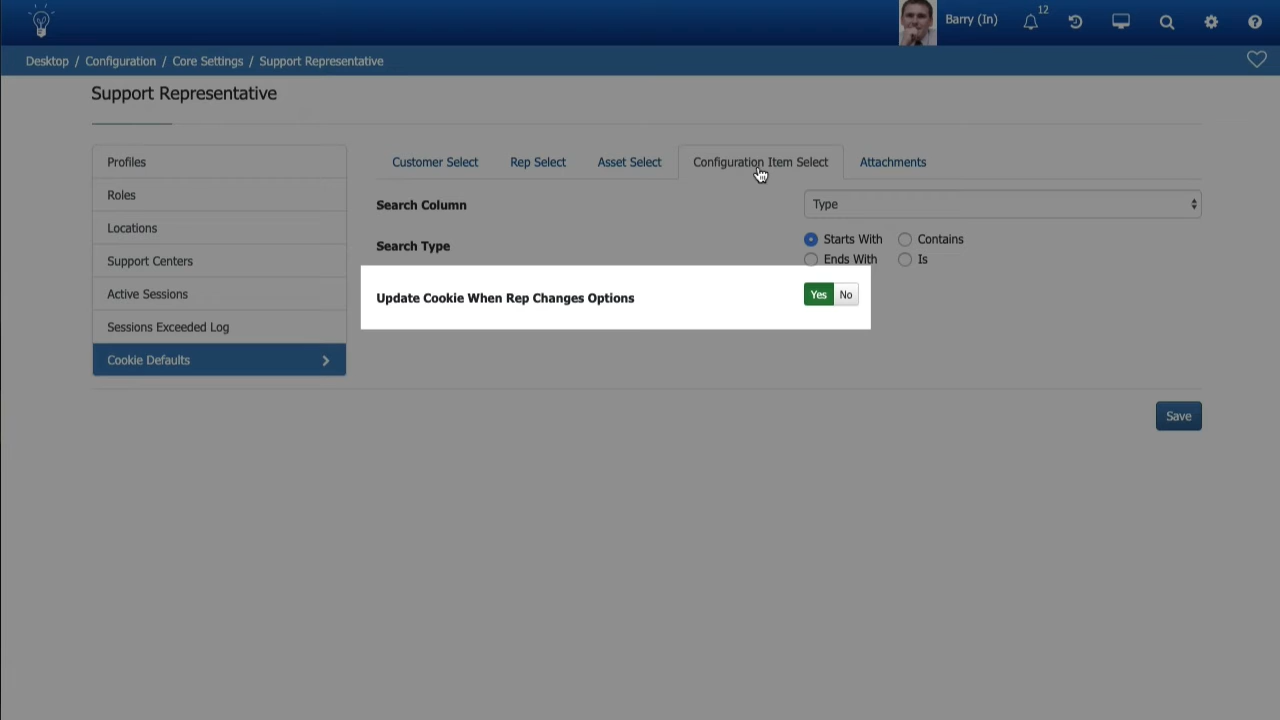 12
Barry (In)
Desktop / Configuration / Core Settings / Support Representative
Support Representative
Profiles
Roles
Locations
Support Centers
Active Sessions
Sessions Exceeded Log
Cookie Defaults
Customer Select Rep Select Asset Select Configuration Item Select Attachments
Search Column Type
Search Type Starts With Contains
Ends With Is
Update Cookie When Rep Changes Options Yes No
Save